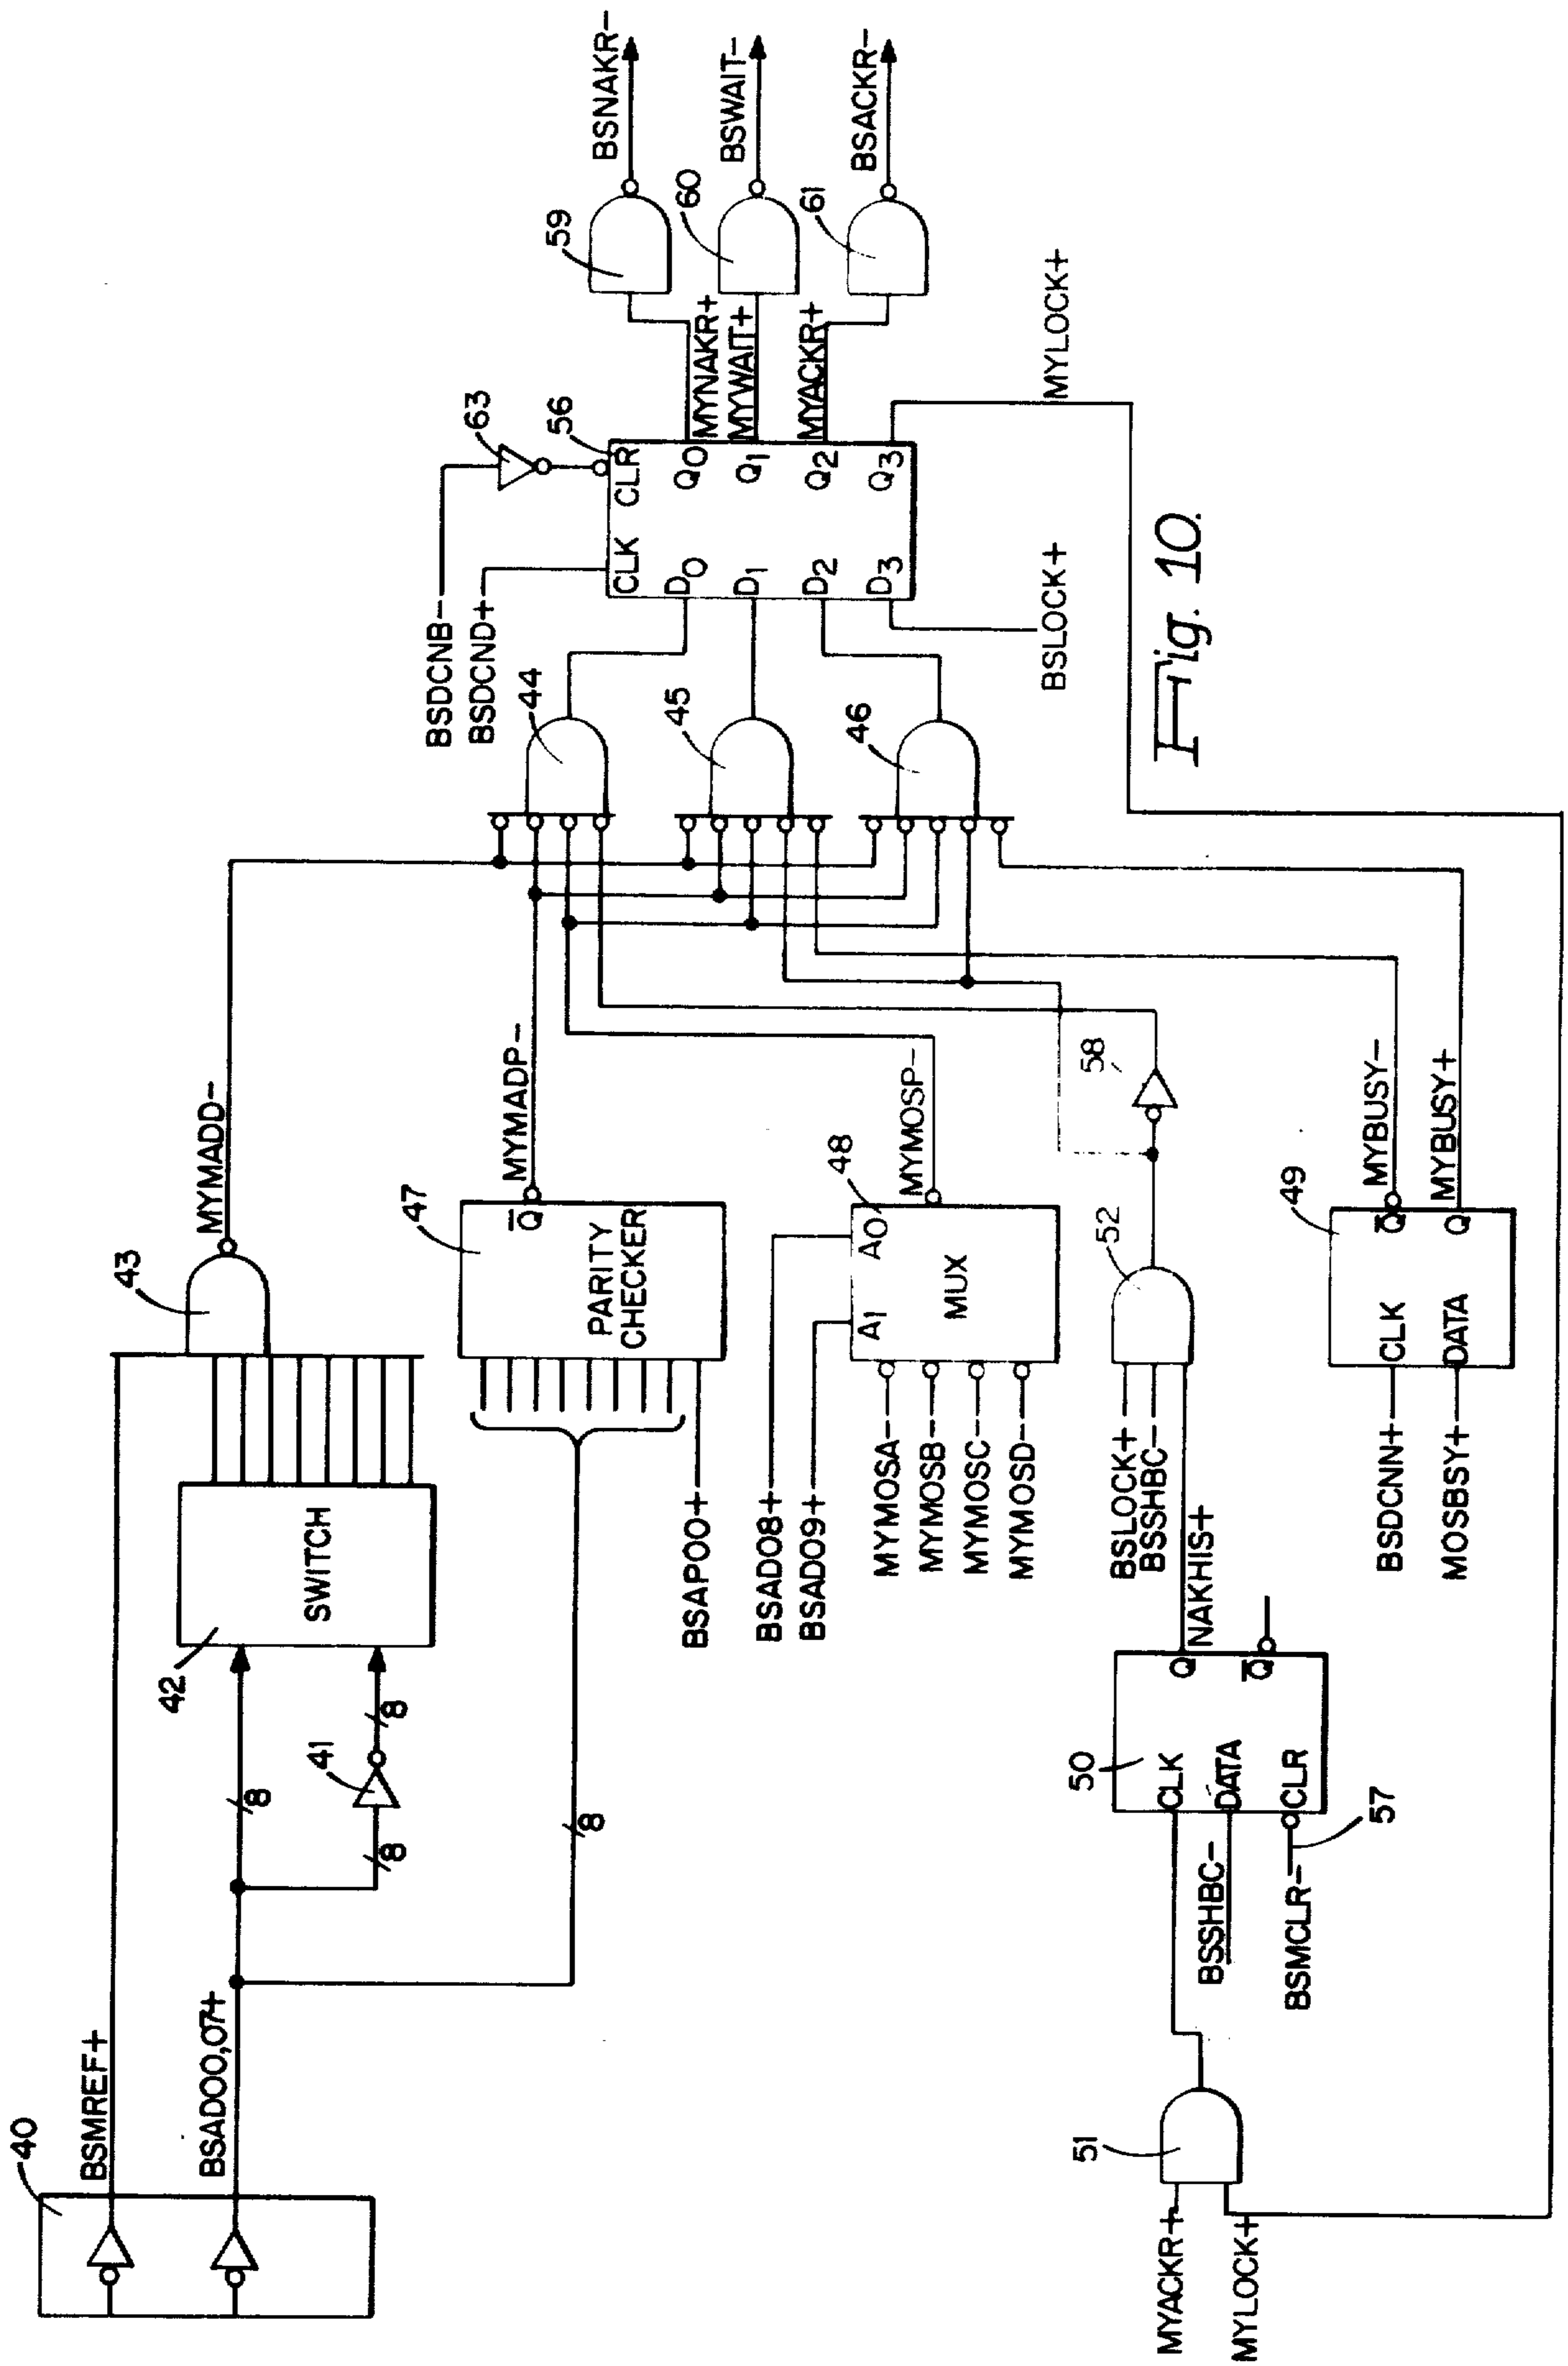 40
BSMREF+
BSAD00,07+
8
41
8
8
42
SWITCH
43
MYMADD-
8
47
PARITY
CHECKER
Q
MYMADP-
BSAP00+
BSAD08+
BSAD09+
A1
A0
48
MUX
MYMOSP-
MYMOSA-
MYMOSB-
MYMOSC-
MYMOSD-
BSLOCK+
BSSHBC-
NAKHIS+
52
58
50
CLK
DATA
CLR
Q
Q
BSSHBC-
BSMCLR-
57
51
MYACKR+
MYLOCK+
49
CLK
DATA
Q
Q
BSDCNN+
MOSBSY+
MYBUSY-
MYBUSY+
44
45
46
BSDCNB-
BSDCND+
63
56
CLK
CLR
D0
D1
D2
D3
Q0
Q1
Q2
Q3
BSLOCK+
MYNAKR+
MYWAIT+
MYACKR+
MYLOCK+
59
60
61
BSNAKR-
BSWAIT-
BSACKR-
Fig. 10.